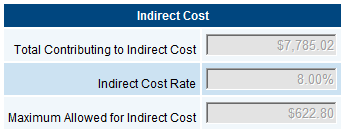 Indirect Cost
Total Contributing to Indirect Cost $7,785.02
Indirect Cost Rate 8.00%
Maximum Allowed for Indirect Cost $622.80